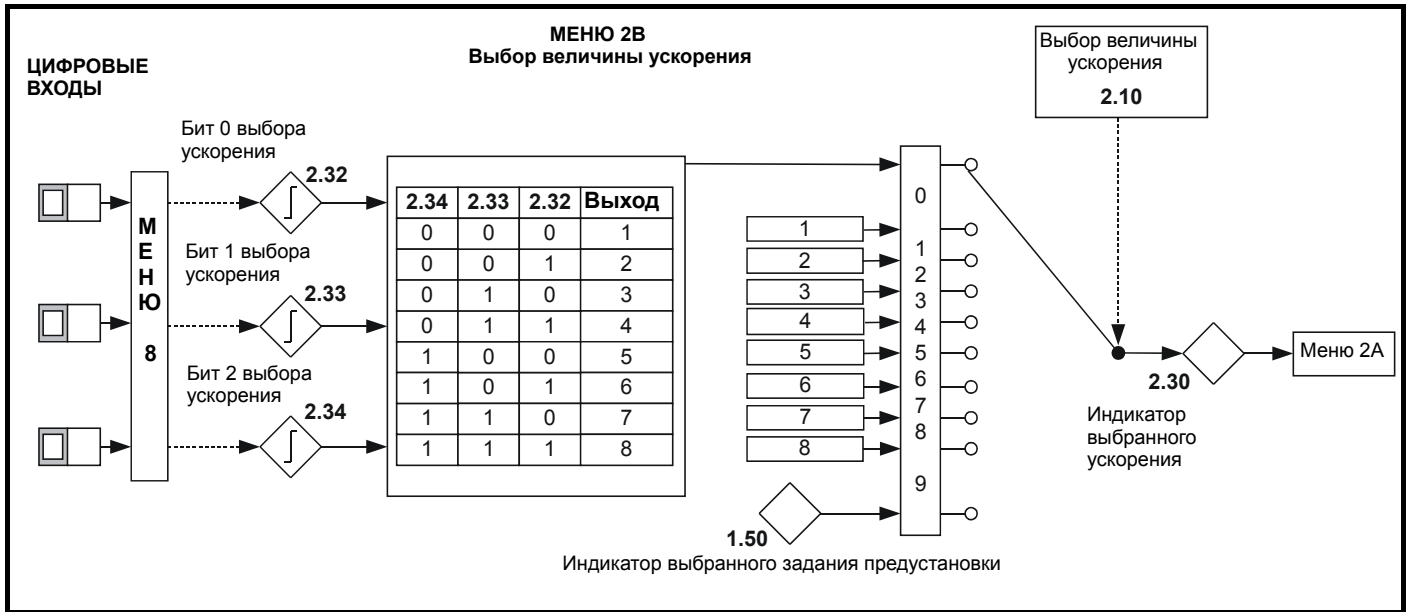 МЕНЮ 2B
Выбор величины ускорения
ЦИФРОВЫЕ
ВХОДЫ
Бит 0 выбора
ускорения
2.32
Бит 1 выбора
ускорения
2.33
Бит 2 выбора
ускорения
2.34
М
Е
Н
Ю
8
2.34 2.33 2.32 Выход
0 0 0 1
0 0 1 2
0 1 0 3
0 1 1 4
1 0 0 5
1 0 1 6
1 1 0 7
1 1 1 8
1
2
3
4
5
6
7
8
1.50
Индикатор выбранного задания предустановки
0
1
2
3
4
5
6
7
8
9
Выбор величины
ускорения
2.10
2.30
Индикатор
выбранного
ускорения
Меню 2A